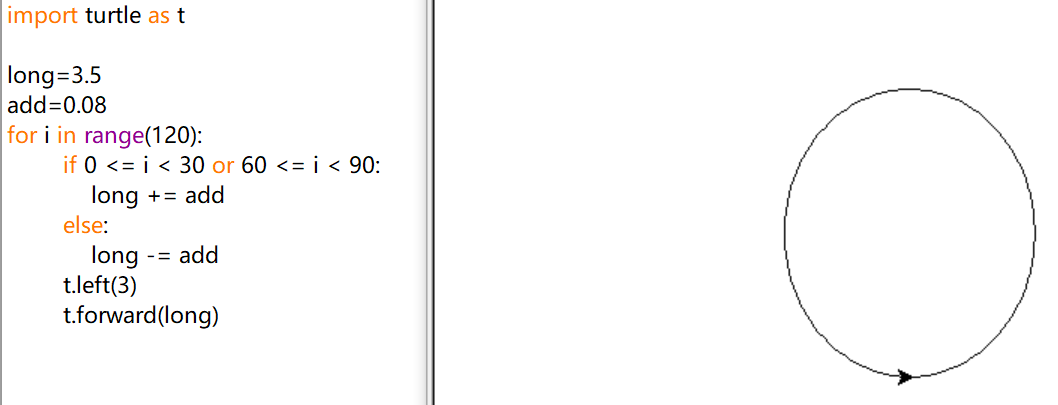 import turtle as t
long=3.5
add=0.08
for i in range(120):
if 0 <= i < 30 or 60 <= i < 90:
long += add
else:
long -= add
t.left(3)
t.forward(long)